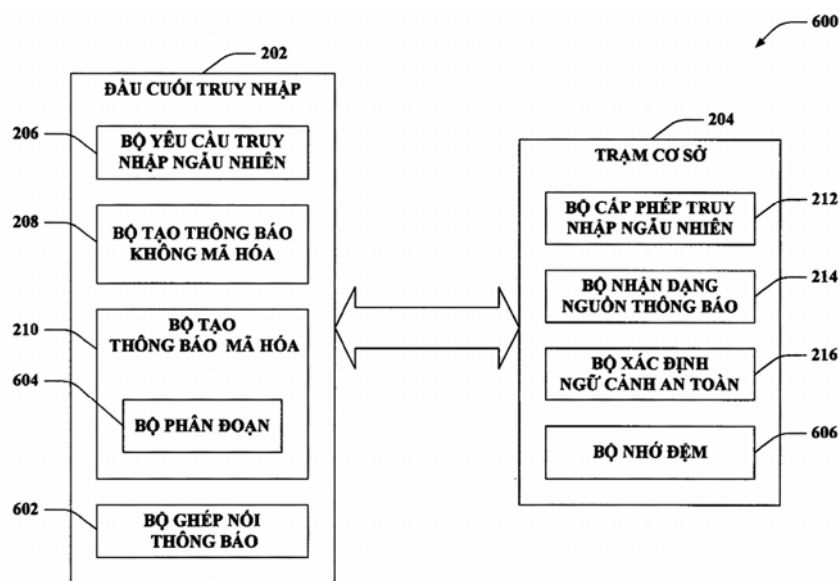 600
202
ĐẦU CUỐI TRUY NHẬP
206
BỘ YÊU CẦU TRUY
NHẬP NGẪU NHIÊN
208
BỘ TẠO THÔNG BÁO
KHÔNG MÃ HÓA
210
BỘ TẠO
THÔNG BÁO MÃ HÓA
604
BỘ PHÂN ĐOẠN
602
BỘ GHÉP NỐI
THÔNG BÁO
204
TRẠM CƠ SỞ
BỘ CẤP PHÉP TRUY
NHẬP NGẪU NHIÊN
212
BỘ NHẬN DẠNG
NGUỒN THÔNG BÁO
214
BỘ XÁC ĐỊNH
NGỮ CẢNH AN TOÀN
216
BỘ NHỚ ĐỆM
606